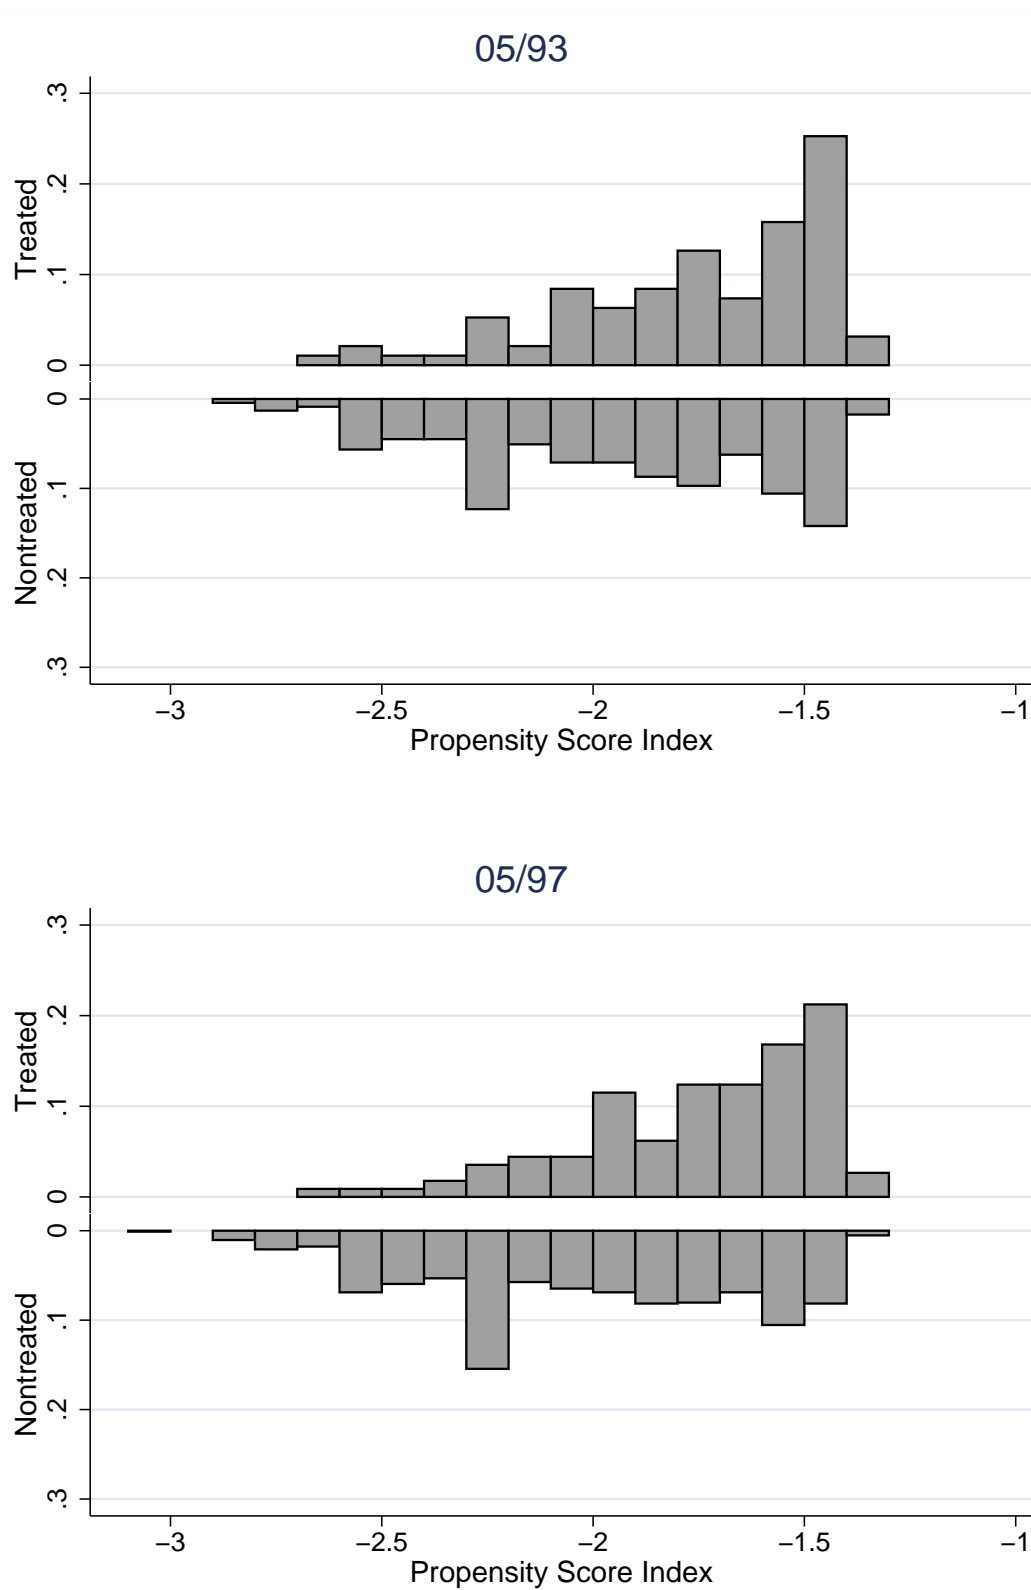 05/93
Treated
.3
.2
.1
0
Nontreated
0
.1
.2
.3
−3 −2.5 −2 −1.5 −1
Propensity Score Index
05/97
Treated
.3
.2
.1
0
Nontreated
0
.1
.2
.3
−3 −2.5 −2 −1.5 −1
Propensity Score Index